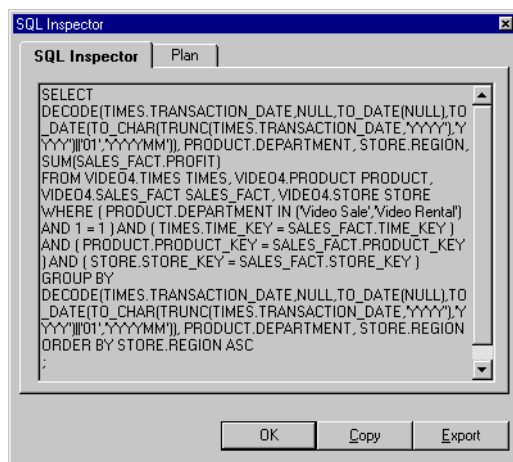 SQL Inspector
SQL Inspector
Plan
SELECT
DECODE(TIMES.TRANSACTION_DATE,NULL,TO_DATE(NULL),TO
_DATE(TO_CHAR(TRUNC(TIMES.TRANSACTION_DATE,'YYYY'),'Y
YYY')||'01','YYYYMM')), PRODUCT.DEPARTMENT, STORE.REGION,
SUM(SALES_FACT.PROFIT)
FROM VIDEO4.TIMES TIMES, VIDEO4.PRODUCT PRODUCT,
VIDEO4.SALES_FACT SALES_FACT, VIDEO4.STORE STORE
WHERE ( PRODUCT.DEPARTMENT IN ('Video Sale','Video Rental')
AND 1 = 1 ) AND ( TIMES.TIME_KEY = SALES_FACT.TIME_KEY )
AND ( PRODUCT.PRODUCT_KEY = SALES_FACT.PRODUCT_KEY
) AND ( STORE.STORE_KEY = SALES_FACT.STORE_KEY )
GROUP BY
DECODE(TIMES.TRANSACTION_DATE,NULL,TO_DATE(NULL),TO
_DATE(TO_CHAR(TRUNC(TIMES.TRANSACTION_DATE,'YYYY'),'Y
YYY')||'01','YYYYMM')), PRODUCT.DEPARTMENT, STORE.REGION
ORDER BY STORE.REGION ASC
;
OK
Copy
Export